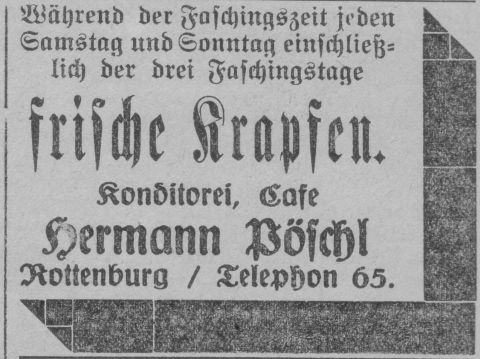 Während der Faschingszeit jeden
Samstag und Sonntag einschließ-
lich der drei Faschingstage
frische Krapfen.
Konditorei, Cafe
Hermann Pöschl
Rottenburg / Telephon 65.